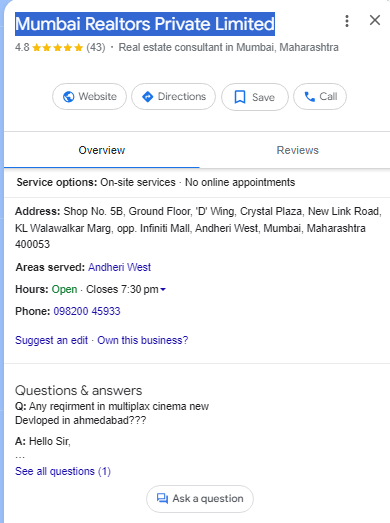 Mumbai Realtors Private Limited
4.8 ★★★★★ (43) · Real estate consultant in Mumbai, Maharashtra
Website Directions Save Call
Overview Reviews
Service options: On-site services · No online appointments
Address: Shop No. 5B, Ground Floor, 'D' Wing, Crystal Plaza, New Link Road,
KL Walawalkar Marg, opp. Infiniti Mall, Andheri West, Mumbai, Maharashtra
400053
Areas served: Andheri West
Hours: Open · Closes 7:30 pm
Phone: 098200 45933
Suggest an edit · Own this business?
Questions & answers
Q: Any reqirment in multiplax cinema new
Devloped in ahmedabad???
A: Hello Sir,
...
See all questions (1)
Ask a question